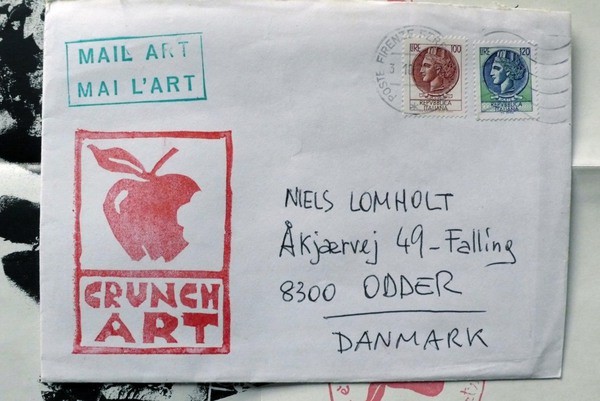 MAIL ART
MAI L'ART
POSTE FIRENZE
LIRE 100
REPUBBLICA
ITALIANA
LIRE 120
REPUBBLICA
ITALIANA
CRUNCH
ART
NIELS LOMHOLT
Åkjærvej 49-Falling
8300 ODDER
DANMARK